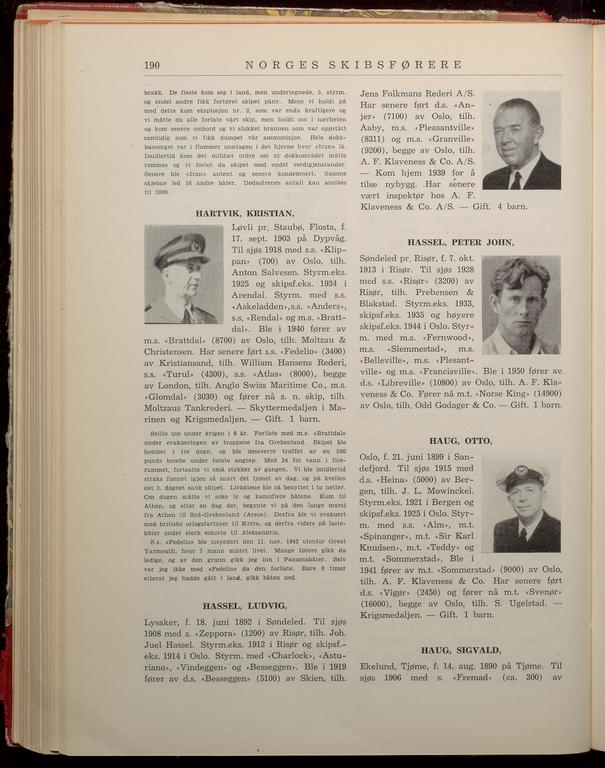 190 NORGES SKIBSFØRERE
brakk. De fleste kom seg i land, men undertegnede, 3. styrm.
og endel andre fikk fortøyet skipet påny. Mens vi holdt på
med dette kom eksplosjon nr. 2, som var enda kraftigere og
vi måtte da alle forlate vårt skip, men holdt oss i nærheten
og kom senere ombord og vi slukket brannen som var oppstått
samtidig som vi fikk dumpet vår ammunisjon. Hele dokk-
bassenget var i flammer unntagen i det hjørne hvor «Iran» lå.
Imidlertid kom det militær ordre om at dokkområdet måtte
rømmes og vi forlot da skipet med endel verdigjenstander.
Senere ble «Iran» antent og senere kondemnert. Samme
skjebne led 16 andre båter. Dødsofrenes antall kan anslåes
til 3000.
HARTVIK, KRISTIAN,
Løvli pr. Staubø, Flosta, f.
17. sept. 1903 på Dypvåg.
Til sjøs 1918 med s.s. «Klip-
pan» (700) av Oslo, tilh.
Anton Salvesen. Styrm.eks.
1925 og skipsf.eks. 1934 i
Arendal. Styrm. med s.s.
«Askeladden»,s.s. «Anders»,
s.s. «Rendal» og m.s. «Bratt-
dal». Ble i 1940 fører av
m.s. «Brattdal» (8700) av Oslo, tilh. Moltzau &
Christensen. Har senere ført s.s. «Fedelio» (3400)
av Kristiansand, tilh. William Hansens Rederi,
s.s. «Turul» (4300), s.s. «Atlas» (8000), begge
av London, tilh. Anglo Swiss Maritime Co., m.s.
«Glomdal» (3030) og fører nå s. n. skip, tilh.
Moltzaus Tankrederi. — Skyttermedaljen i Ma-
rinen og Krigsmedaljen. — Gift. 1 barn.
Seilte ute under krigen i 6 år. Forliste med m.s. «Brattdal»
under evakueringen av troppene fra Grekenland. Skipet ble
bombet i tre døgn, og ble dessverre truffet av en 500
punds bombe under første angrep. Med 24 fot vann i fire-
rummet, fortsatte vi små stykker av gangen. Vi ble imidlertid
straks funnet igjen så snart det lysnet av dag, og på kvellen
det 3. døgnet sank skipet. Livbåtene ble så benyttet i to netter.
Om dagen måtte vi søke ly og kamuflere båtene. Kom til
Athen, og etter en dag der, begynte vi på den lange marsj
fra Athen til Syd-Grekenland (Areos). Derfra ble vi evakuert
med britiske orlogsfartøyer til Kreta, og derfra videre på laste-
båter under sterk eskorte til Aleksandria.
S.s. «Fedelio» ble torpedert den 11. nov. 1942 utenfor Great
Yarmouth, hvor 7 mann mistet livet. Mange førere gikk da
ledige, og av den grunn gikk jeg inn i Panamabåter. Selv
var jeg ikke med «Fedelio» da den forliste. Bare 8 timer
etterat jeg hadde gått i land, gikk båten ned.
HASSEL, LUDVIG,
Lysaker, f. 18. juni 1892 i Søndeled. Til sjøs
1908 med s. «Zeppora» (1200) av Risør, tilh. Joh.
Juel Hassel. Styrm.eks. 1912 i Risør og skipsf.-
eks. 1914 i Oslo. Styrm. med «Charlock», «Astu-
riano», «Vindeggen» og «Besseggen». Ble i 1919
fører av d.s. «Besseggen» (5100) av Skien, tilh.
Jens Folkmans Rederi A/S.
Har senere ført d.s. «An-
jer» (7100) av Oslo, tilh.
Aaby, m.s. «Pleasantville»
(8311) og m.s. «Granville»
(9200), begge av Oslo, tilh.
A. F. Klaveness & Co. A/S.
— Kom hjem 1939 for å
tilse nybygg. Har senere
vært inspektør hos A. F.
Klaveness & Co. A/S. — Gift. 4 barn.
HASSEL, PETER JOHN,
Søndeled pr. Risør, f. 7. okt.
1913 i Risør. Til sjøs 1928
med s.s. «Risør» (3200) av
Risør, tilh. Prebensen &
Blakstad. Styrm.eks. 1933,
skipsf.eks. 1935 og høyere
skipsf.eks. 1944 i Oslo. Styr-
m. med m.s. «Fernwood»,
m.s. «Slemmestad», m.s.
«Belleville», m.s. «Plesant-
ville» og m.s. «Francisville». Ble i 1950 fører av
d.s. «Libreville» (10800) av Oslo, tilh. A. F. Kla-
veness & Co. Fører nå m.t. «Norse King» (14900)
av Oslo, tilh. Odd Godager & Co. — Gift. 1 barn.
HAUG, OTTO,
Oslo, f. 21. juni 1899 i San-
defjord. Til sjøs 1915 med
d.s. «Heina» (5000) av Ber-
gen, tilh. J. L. Mowinckel.
Styrm.eks. 1921 i Bergen og
skipsf.eks. 1925 i Oslo. Styr-
m. med s.s. «Alm», m.t.
«Spinanger», m.t. «Sir Karl
Knudsen», m.t. «Teddy» og
m.t. «Sommerstad». Ble i
1941 fører av m.t. «Sommerstad» (9000) av Oslo,
tilh. A. F. Klaveness & Co. Har senere ført
d.s. «Vigør» (2450) og fører nå m.t. «Svenør»
(16000), begge av Oslo, tilh. S. Ugelstad. —
Krigsmedaljen. — Gift. 1 barn.
HAUG, SIGVALD,
Ekelund, Tjøme, f. 14. aug. 1890 på Tjøme. Til
sjøs 1906 med s. «Fremad» (ca. 300) av